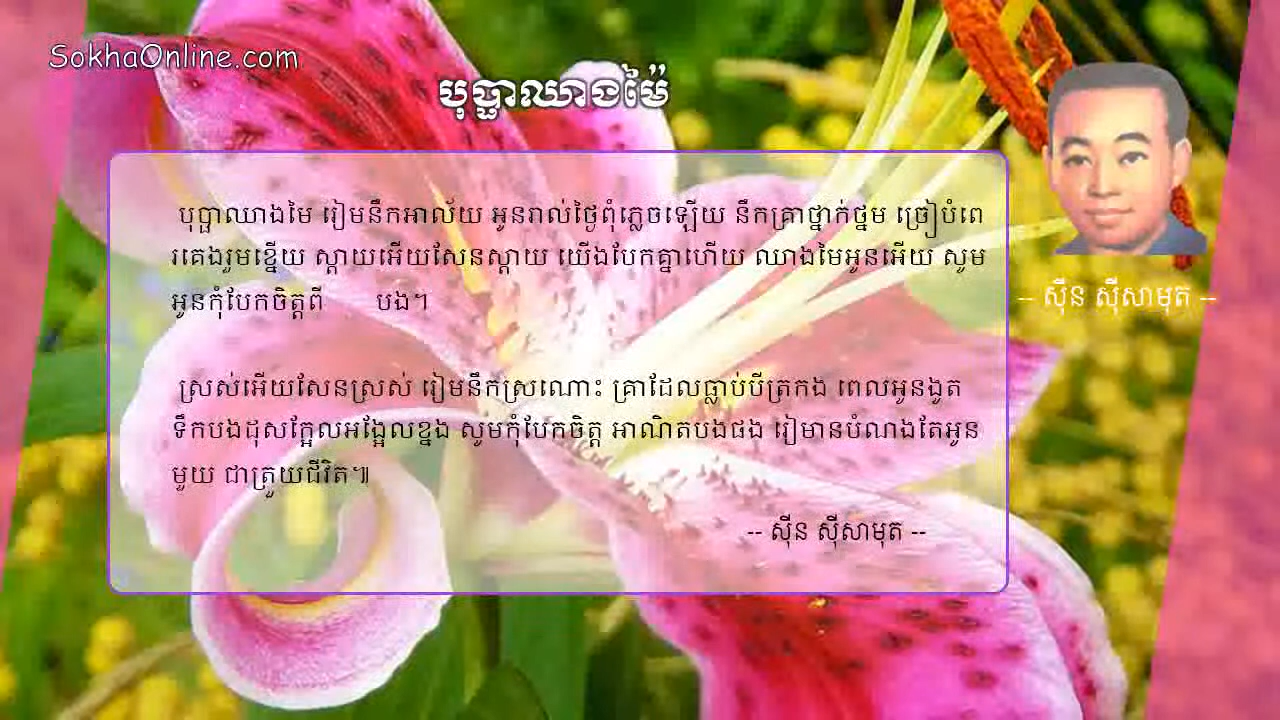 SokhaOnline.com
បុប្ផាឈាងម៉ៃ
បុប្ផាឈាងមៃ រៀមនឹកអាល័យ អូនរាល់ថ្ងៃពុំភ្លេចឡើយ នឹកគ្រាថ្នាក់ថ្នម ច្រៀបំពេ
រគេងរួមខ្នើយ ស្ដាយអើយសែនស្ដាយ យើងបែកគ្នាហើយ ឈាងមៃអូនអើយ សូម
អូនកុំបែកចិត្តពី បង។
ស្រស់អើយសែនស្រស់ រៀមនឹកស្រណោះ គ្រាដែលធ្លាប់បីត្រកង ពេលអូនងូត
ទឹកបងដុសក្អែលអង្អែលខ្នង សូមកុំបែកចិត្ត អាណិតបងផង រៀមានបំណងតែអូន
មួយ ជាត្រួយជីវិត៕
-- ស៊ីន ស៊ីសាមុត --
-- ស៊ីន ស៊ីសាមុត --